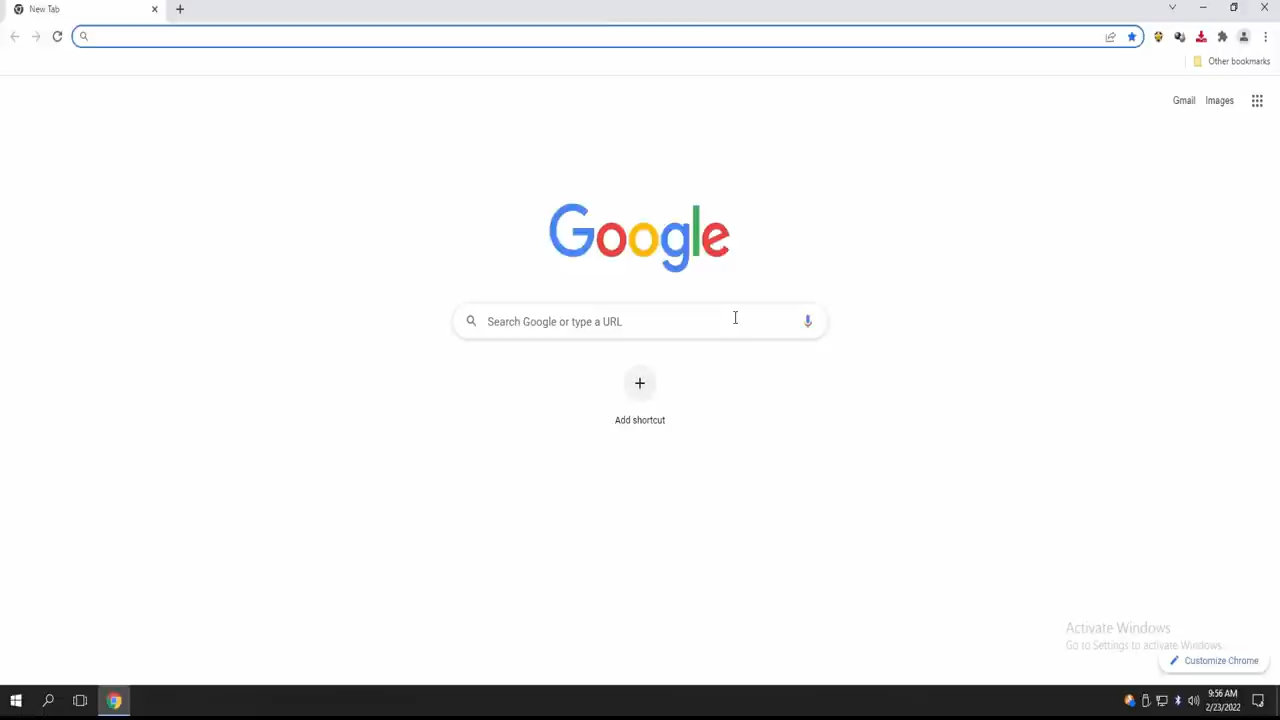 New Tab
Other bookmarks
Gmail Images
Google
Search Google or type a URL
Add shortcut
Activate Windows
Go to Settings to activate Windows.
Customize Chrome
9:56 AM
2/23/2022